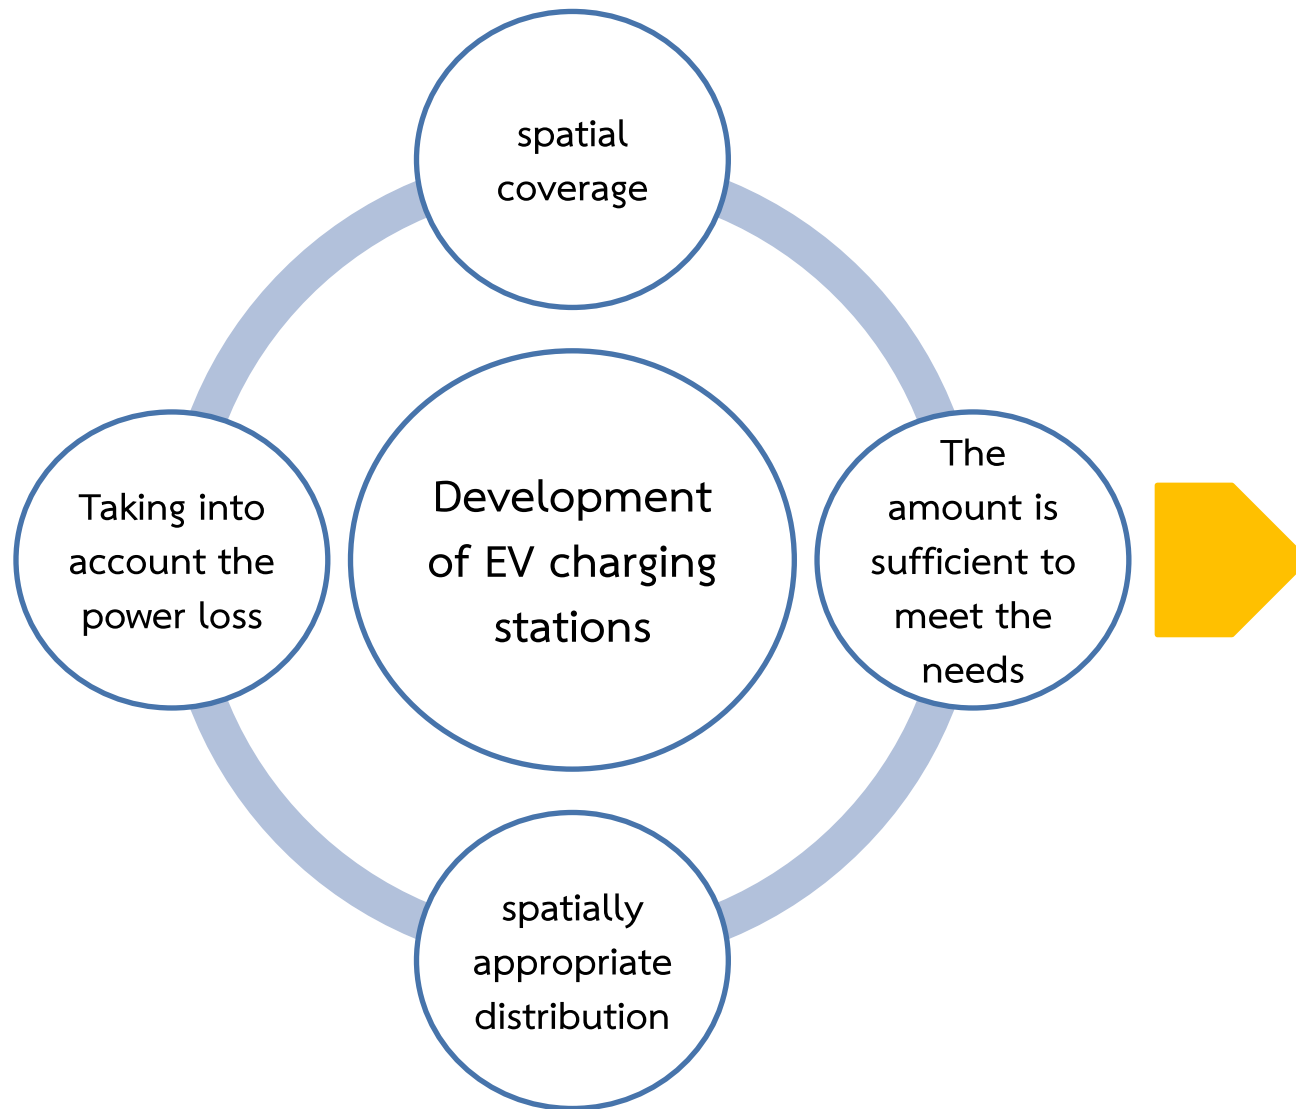 spatial
coverage
Taking into
account the
power loss
Development
of EV charging
stations
The
amount is
sufficient to
meet the
needs
spatially
appropriate
distribution